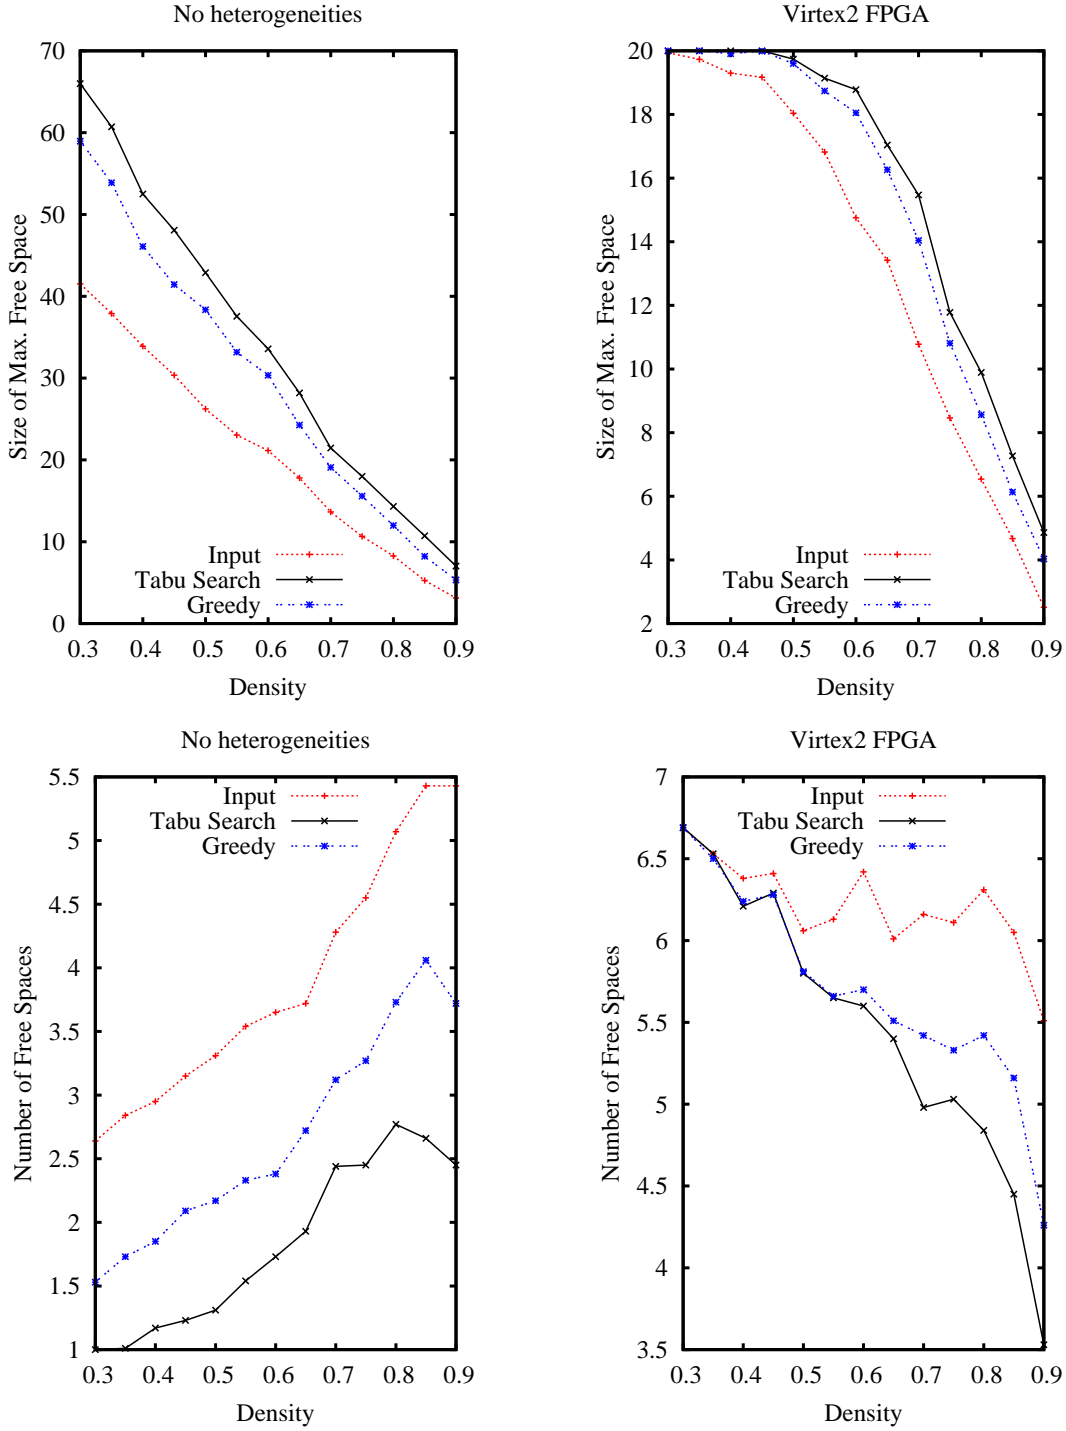 No heterogeneities
70
60
50
40
30
20
10
0
Size of Max. Free Space
Input
Tabu Search
Greedy
0.3 0.4 0.5 0.6 0.7 0.8 0.9
Density
Virtex2 FPGA
20
18
16
14
12
10
8
6
4
2
Size of Max. Free Space
Input
Tabu Search
Greedy
0.3 0.4 0.5 0.6 0.7 0.8 0.9
Density
No heterogeneities
5.5
5
4.5
4
3.5
3
2.5
2
1.5
1
Number of Free Spaces
Input
Tabu Search
Greedy
0.3 0.4 0.5 0.6 0.7 0.8 0.9
Density
Virtex2 FPGA
7
6.5
6
5.5
5
4.5
4
3.5
Number of Free Spaces
Input
Tabu Search
Greedy
0.3 0.4 0.5 0.6 0.7 0.8 0.9
Density